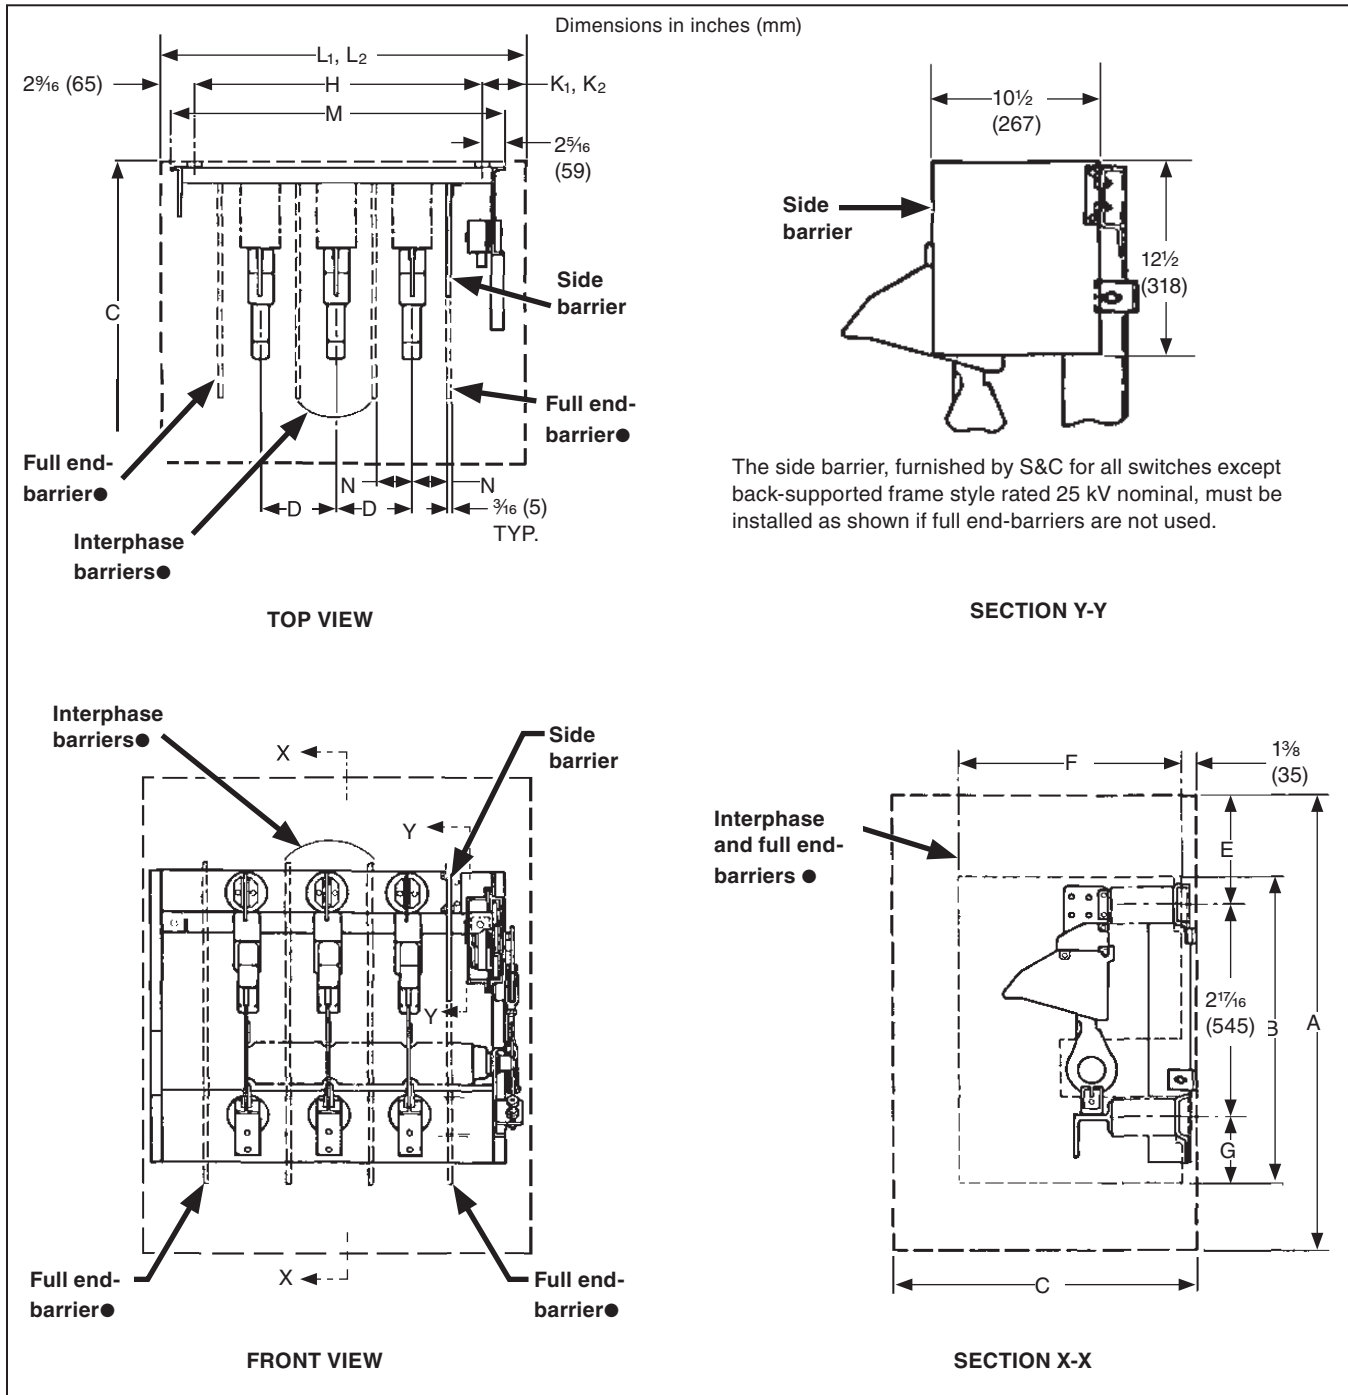 Dimensions in inches (mm)
L₁, L₂
2⁹⁄₁₆ (65)
H
K₁, K₂
M
2⁵⁄₁₆
(59)
C
Side
barrier
Full end-
barrier●
Full end-
barrier●
N
N
D
D
³⁄₁₆ (5)
TYP.
Interphase
barriers●
TOP VIEW
10½
(267)
Side
barrier
12½
(318)
The side barrier, furnished by S&C for all switches except
back-supported frame style rated 25 kV nominal, must be
installed as shown if full end-barriers are not used.
SECTION Y-Y
Interphase
barriers●
X
Side
barrier
Y
Y
X
Full end-
barrier●
Full end-
barrier●
FRONT VIEW
F
1⅜
(35)
Interphase
and full end-
barriers ●
E
2¹⁷⁄₁₆
(545)
B
A
G
C
SECTION X-X